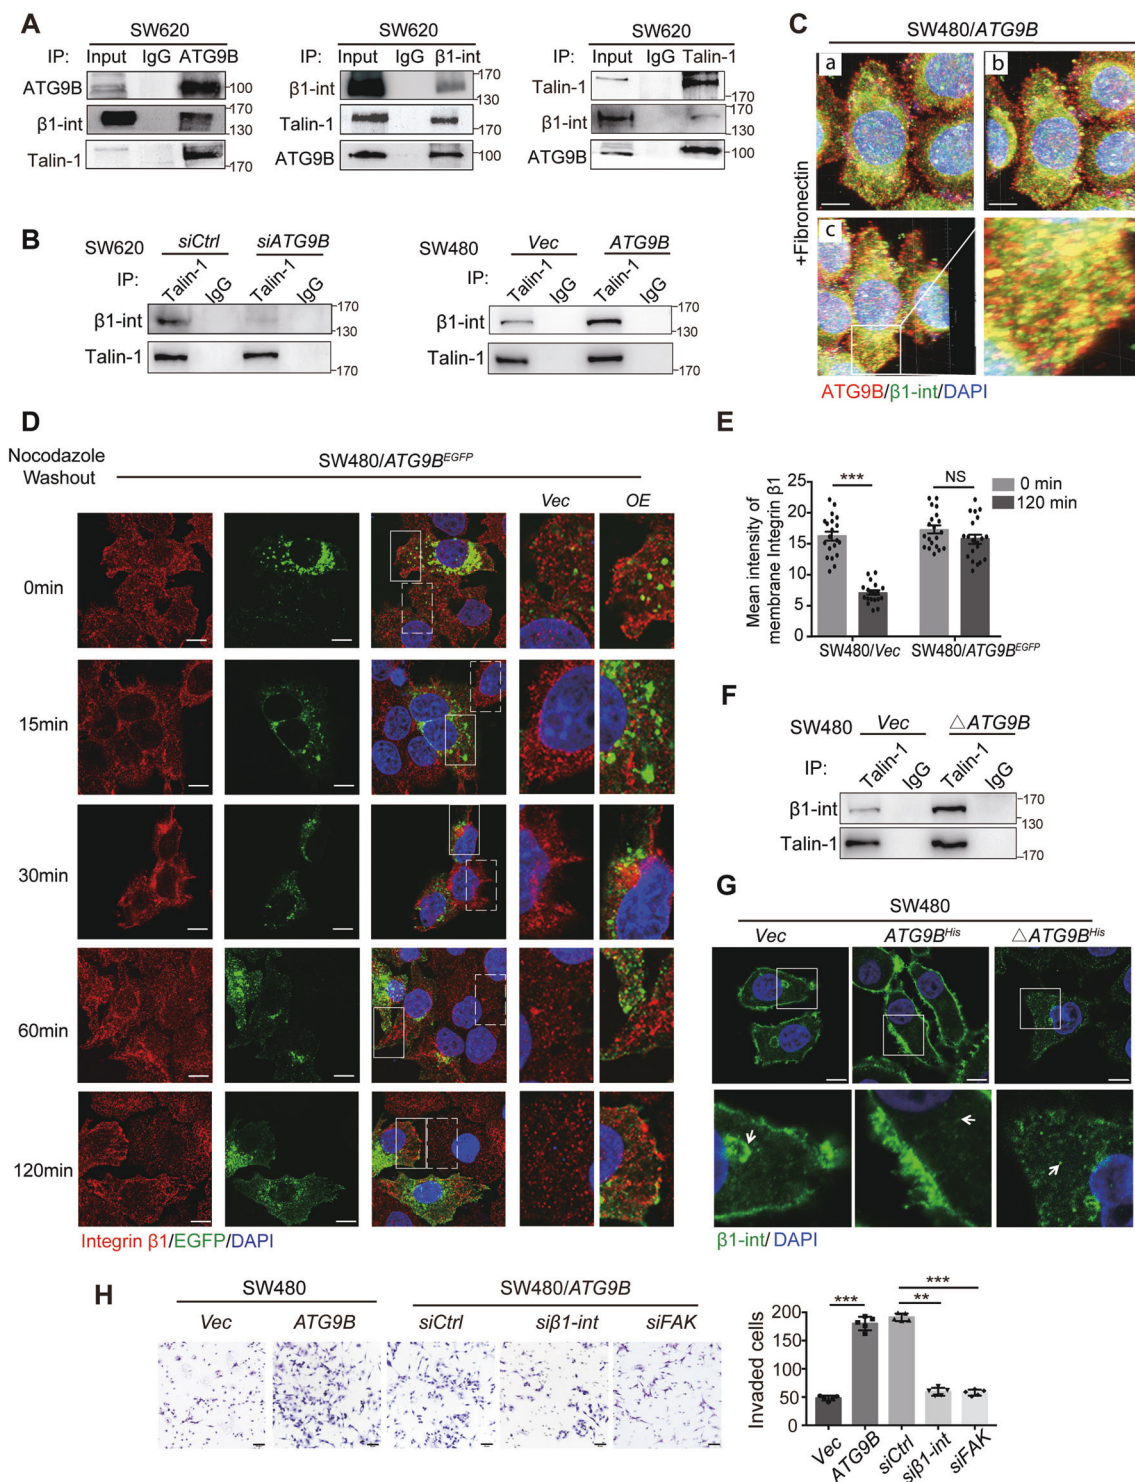 A
SW620
IP: Input IgG ATG9B
ATG9B
100
β1-int
170
130
Talin-1
170
SW620
IP: Input IgG β1-int
β1-int
170
130
Talin-1
170
ATG9B
100
SW620
IP: Input IgG Talin-1
Talin-1
170
β1-int
170
130
ATG9B
100
B
SW620 siCtrl siATG9B
IP: Talin-1 IgG Talin-1 IgG
β1-int
170
130
Talin-1
170
SW480 Vec ATG9B
IP: Talin-1 IgG Talin-1 IgG
β1-int
170
130
Talin-1
170
C
SW480/ATG9B
+Fibronectin
a
b
c
ATG9B/β1-int/DAPI
D
Nocodazole
Washout
SW480/ATG9B^EGFP
Vec OE
0min
15min
30min
60min
120min
Integrin β1/EGFP/DAPI
E
Mean intensity of
membrane Integrin β1
25
20
15
10
5
0
*** NS
0 min
120 min
SW480/Vec SW480/ATG9B^EGFP
F
SW480 Vec △ATG9B
IP: Talin-1 IgG Talin-1 IgG
β1-int
170
130
Talin-1
170
G
SW480
Vec ATG9B^His △ATG9B^His
β1-int/ DAPI
H
SW480 SW480/ATG9B
Vec ATG9B siCtrl siβ1-int siFAK
Invaded cells
200
150
100
50
0
***
***
**
Vec ATG9B siCtrl siβ1-int siFAK